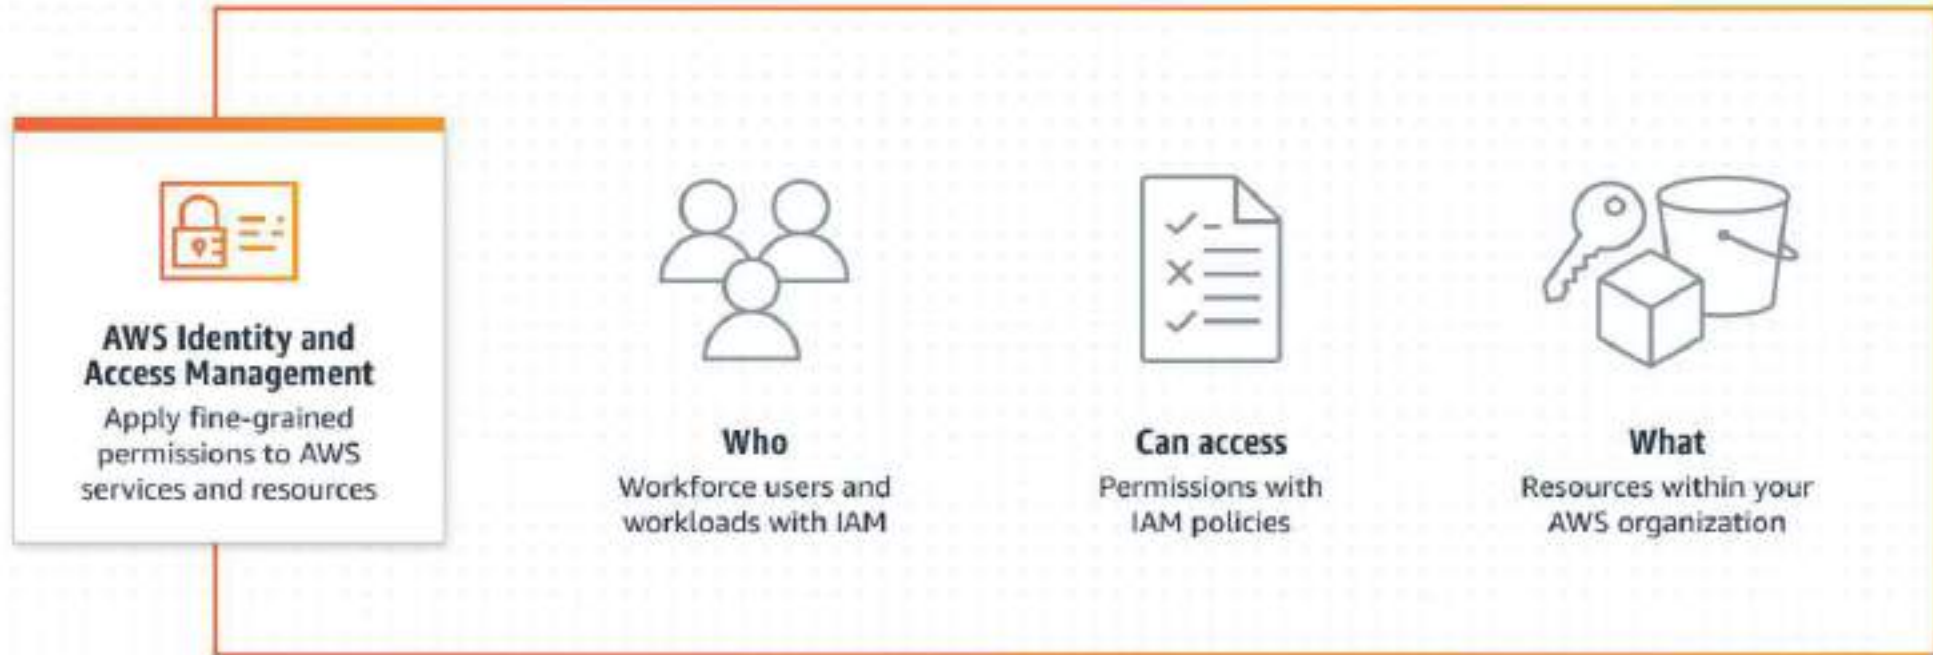 AWS Identity and
Access Management
Apply fine-grained
permissions to AWS
services and resources
Who
Workforce users and
workloads with IAM
Can access
Permissions with
IAM policies
What
Resources within your
AWS organization